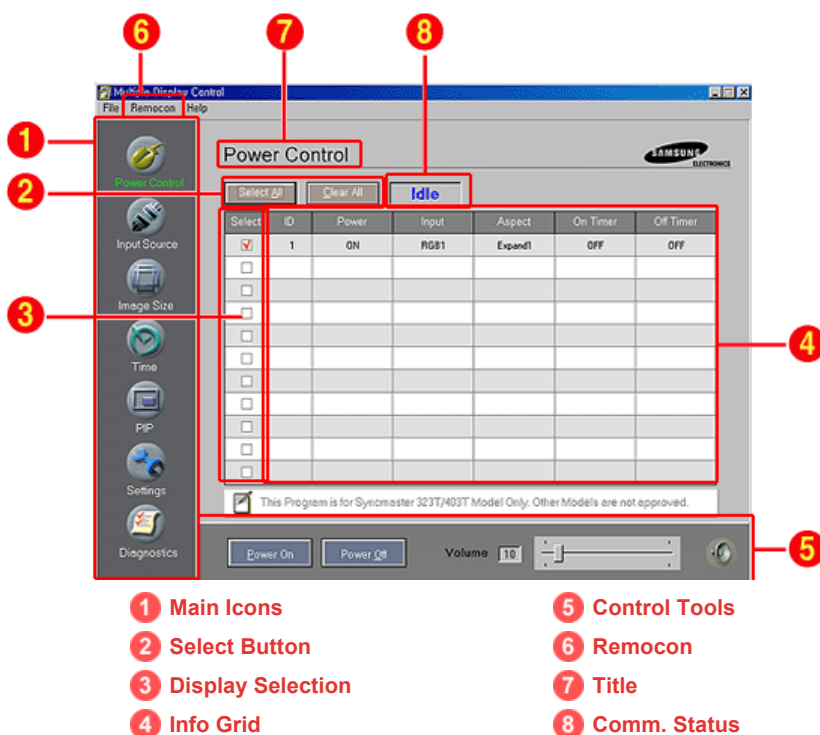 6 7 8
Multiple Display Control
File Remocon Help
1
Power Control
SAMSUNG
ELECTRONICS
Power Control
2
Select All Clear All Idle
Select ID Power Input Aspect On Timer Off Timer
1 ON RGB1 Expand1 OFF OFF
Input Source
Image Size
3
4
Time
PIP
Settings
This Program is for Syncmaster 323T/403T Model Only. Other Models are not approved.
Diagnostics
Power On Power Off Volume 10
5
1 Main Icons
2 Select Button
3 Display Selection
4 Info Grid
5 Control Tools
6 Remocon
7 Title
8 Comm. Status